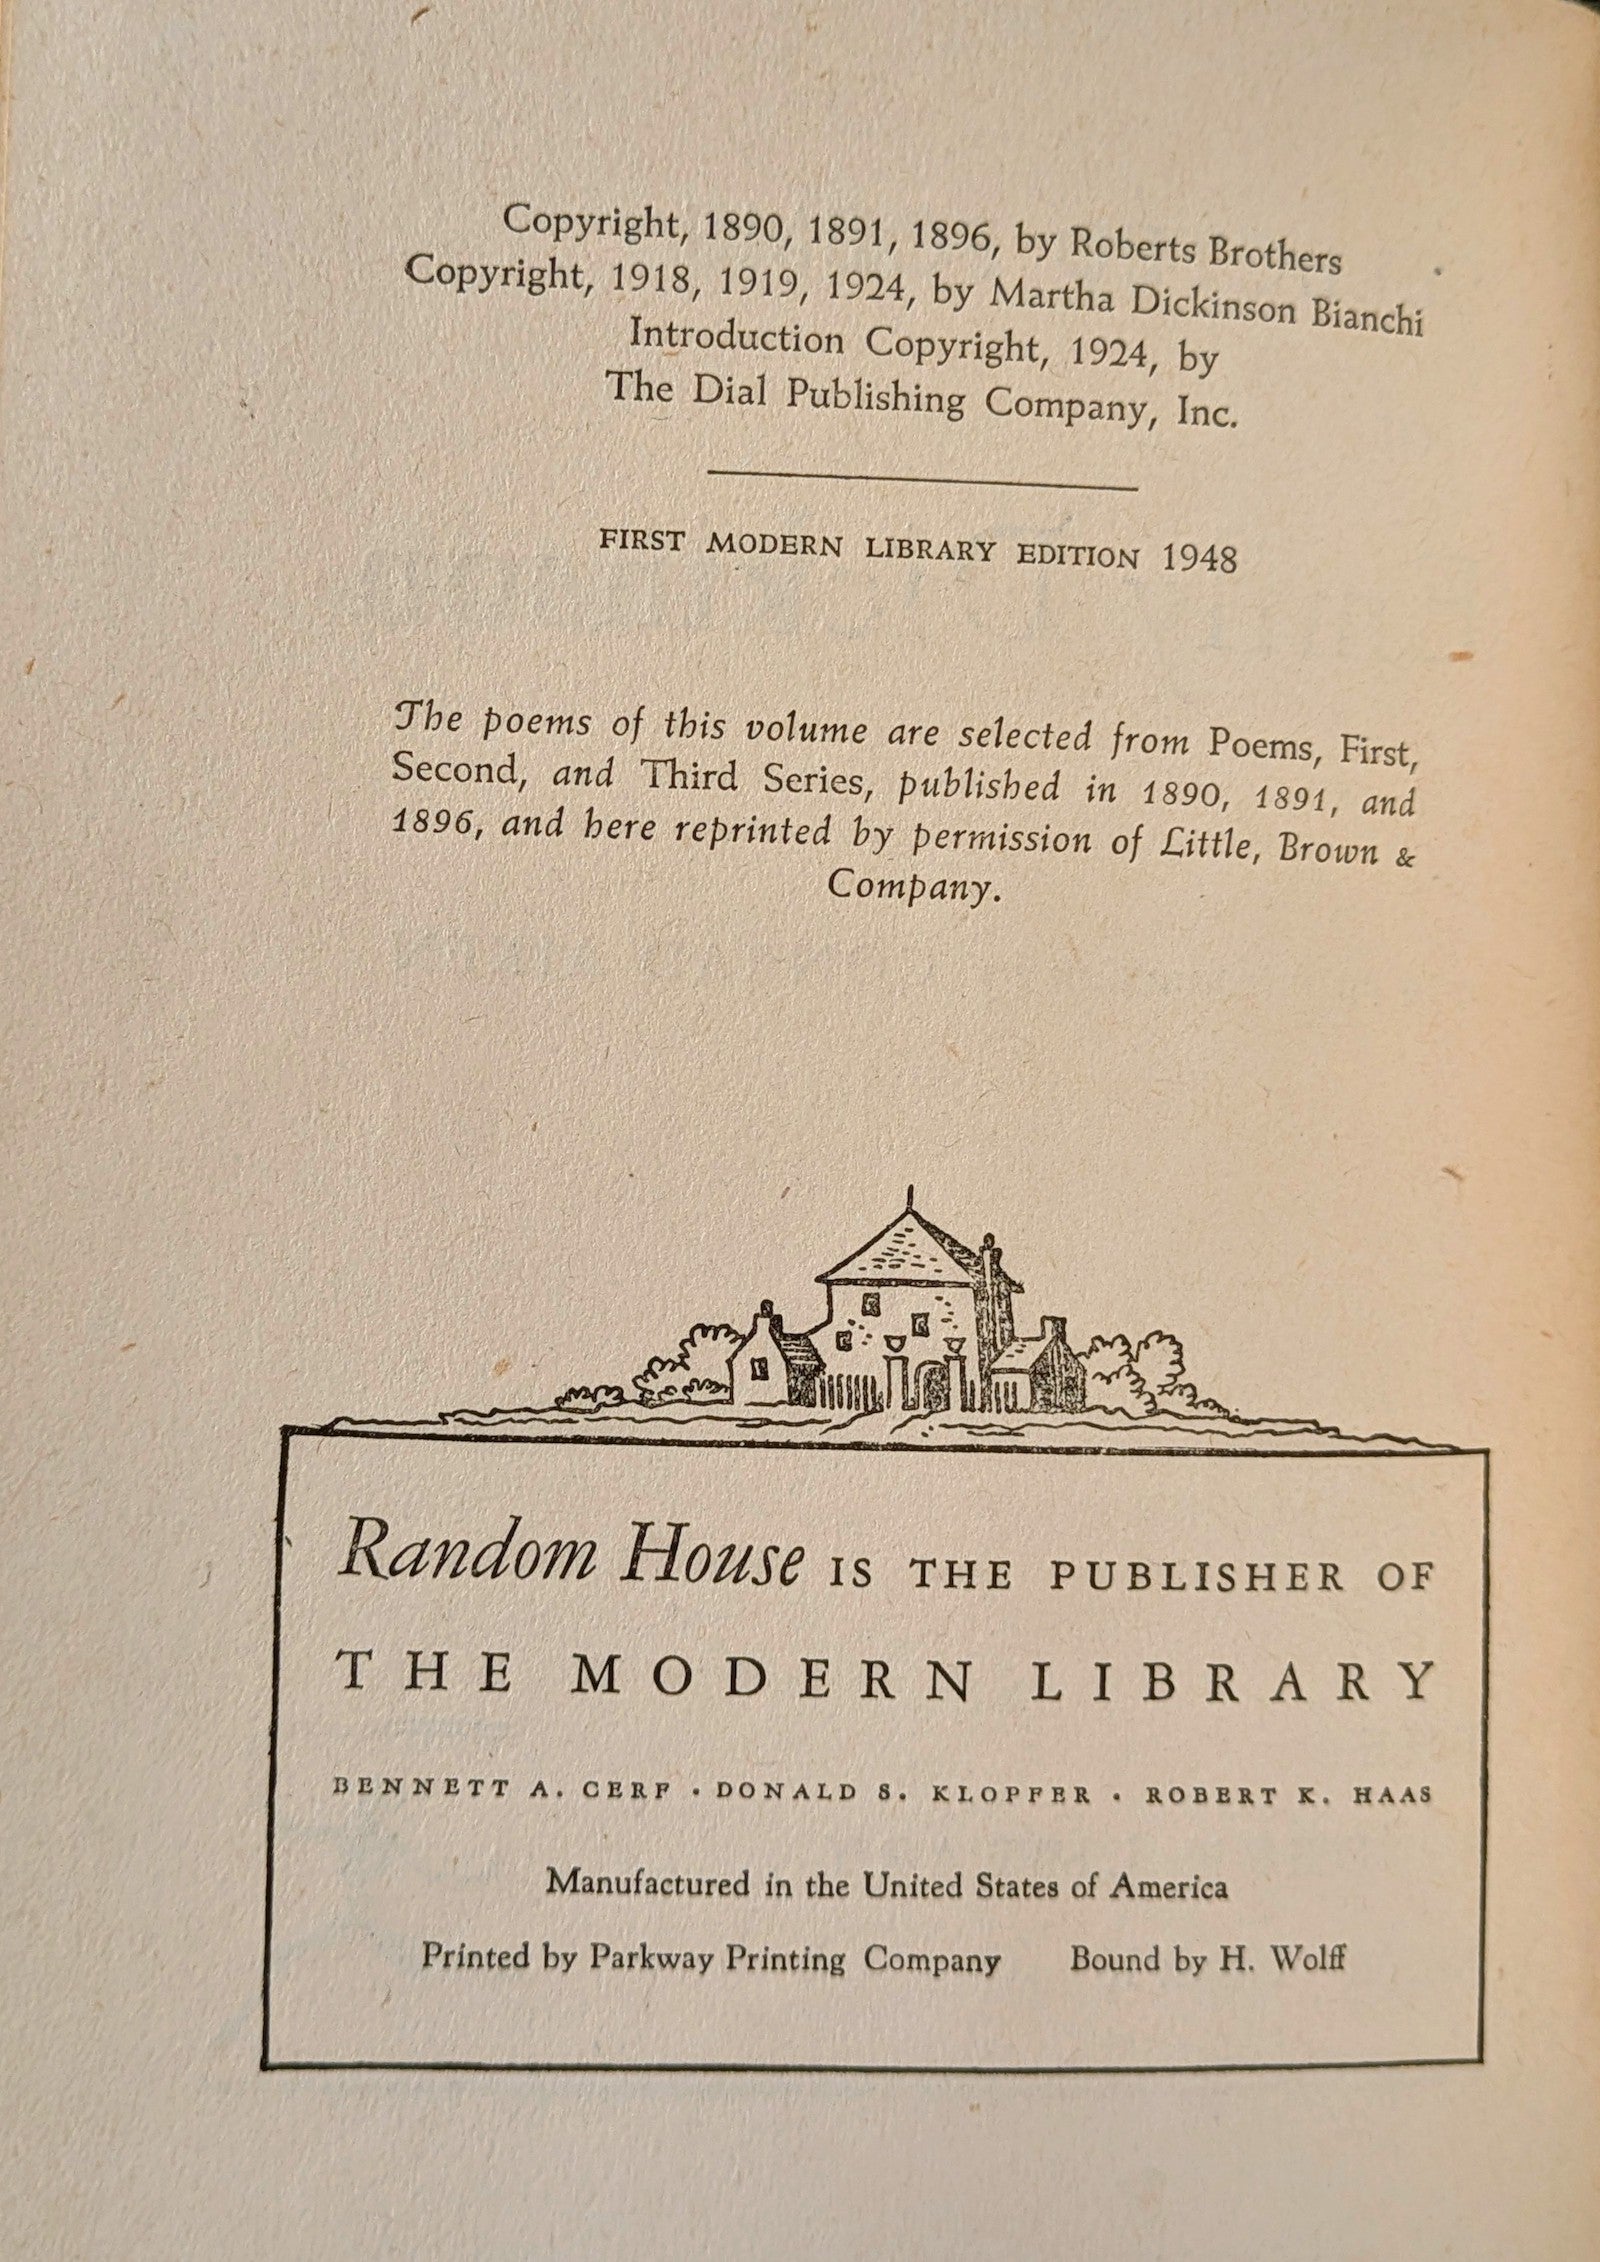 Copyright, 1890, 1891, 1896, by Roberts Brothers
Copyright, 1918, 1919, 1924, by Martha Dickinson Bianchi
Introduction Copyright, 1924, by
The Dial Publishing Company, Inc.
FIRST MODERN LIBRARY EDITION 1948
The poems of this volume are selected from Poems, First,
Second, and Third Series, published in 1890, 1891, and
1896, and here reprinted by permission of Little, Brown &
Company.
Random House IS THE PUBLISHER OF
THE MODERN LIBRARY
BENNETT A. CERF · DONALD S. KLOPFER · ROBERT K. HAAS
Manufactured in the United States of America
Printed by Parkway Printing Company Bound by H. Wolff